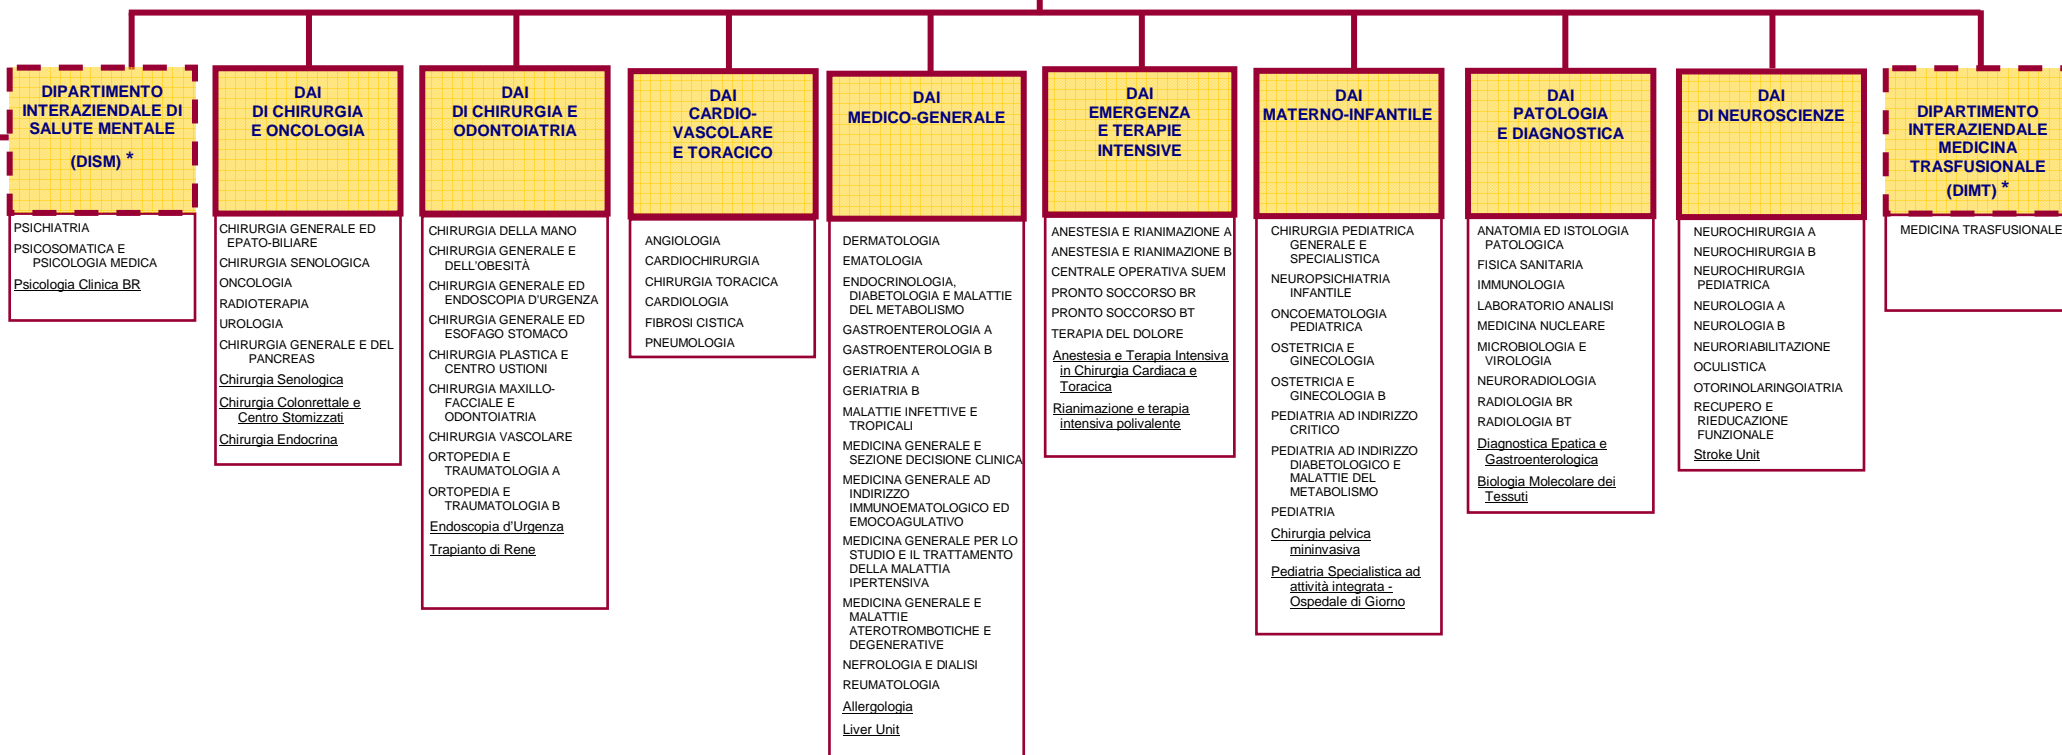 DIPARTIMENTO
INTERAZIENDALE DI
SALUTE MENTALE
(DISM) *
PSICHIATRIA
PSICOSOMATICA E
PSICOLOGIA MEDICA
Psicologia Clinica BR
DAI
DI CHIRURGIA
E ONCOLOGIA
CHIRURGIA GENERALE ED
EPATO-BILIARE
CHIRURGIA SENOLOGICA
ONCOLOGIA
RADIOTERAPIA
UROLOGIA
CHIRURGIA GENERALE E DEL
PANCREAS
Chirurgia Senologica
Chirurgia Colonrettale e
Centro Stomizzati
Chirurgia Endocrina
DAI
DI CHIRURGIA E
ODONTOIATRIA
CHIRURGIA DELLA MANO
CHIRURGIA GENERALE E
DELL'OBESITÀ
CHIRURGIA GENERALE ED
ENDOSCOPIA D'URGENZA
CHIRURGIA GENERALE ED
ESOFAGO STOMACO
CHIRURGIA PLASTICA E
CENTRO USTIONI
CHIRURGIA MAXILLO-
FACCIALE E
ODONTOIATRIA
CHIRURGIA VASCOLARE
ORTOPEDIA E
TRAUMATOLOGIA A
ORTOPEDIA E
TRAUMATOLOGIA B
Endoscopia d'Urgenza
Trapianto di Rene
DAI
CARDIO-
VASCOLARE
E TORACICO
ANGIOLOGIA
CARDIOCHIRURGIA
CHIRURGIA TORACICA
CARDIOLOGIA
FIBROSI CISTICA
PNEUMOLOGIA
DAI
MEDICO-GENERALE
DERMATOLOGIA
EMATOLOGIA
ENDOCRINOLOGIA,
DIABETOLOGIA E MALATTIE
DEL METABOLISMO
GASTROENTEROLOGIA A
GASTROENTEROLOGIA B
GERIATRIA A
GERIATRIA B
MALATTIE INFETTIVE E
TROPICALI
MEDICINA GENERALE E
SEZIONE DECISIONE CLINICA
MEDICINA GENERALE AD
INDIRIZZO
IMMUNOEMATOLOGICO ED
EMOCOAGULATIVO
MEDICINA GENERALE PER LO
STUDIO E IL TRATTAMENTO
DELLA MALATTIA
IPERTENSIVA
MEDICINA GENERALE E
MALATTIE
ATEROTROMBOTICHE E
DEGENERATIVE
NEFROLOGIA E DIALISI
REUMATOLOGIA
Allergologia
Liver Unit
DAI
EMERGENZA
E TERAPIE
INTENSIVE
ANESTESIA E RIANIMAZIONE A
ANESTESIA E RIANIMAZIONE B
CENTRALE OPERATIVA SUEM
PRONTO SOCCORSO BR
PRONTO SOCCORSO BT
TERAPIA DEL DOLORE
Anestesia e Terapia Intensiva
in Chirurgia Cardiaca e
Toracica
Rianimazione e terapia
intensiva polivalente
DAI
MATERNO-INFANTILE
CHIRURGIA PEDIATRICA
GENERALE E
SPECIALISTICA
NEUROPSICHIATRIA
INFANTILE
ONCOEMATOLOGIA
PEDIATRICA
OSTETRICIA E
GINECOLOGIA
OSTETRICIA E
GINECOLOGIA B
PEDIATRIA AD INDIRIZZO
CRITICO
PEDIATRIA AD INDIRIZZO
DIABETOLOGICO E
MALATTIE DEL
METABOLISMO
PEDIATRIA
Chirurgia pelvica
mininvasiva
Pediatria Specialistica ad
attività integrata -
Ospedale di Giorno
DAI
PATOLOGIA
E DIAGNOSTICA
ANATOMIA ED ISTOLOGIA
PATOLOGICA
FISICA SANITARIA
IMMUNOLOGIA
LABORATORIO ANALISI
MEDICINA NUCLEARE
MICROBIOLOGIA E
VIROLOGIA
NEURORADIOLOGIA
RADIOLOGIA BR
RADIOLOGIA BT
Diagnostica Epatica e
Gastroenterologica
Biologia Molecolare dei
Tessuti
DAI
DI NEUROSCIENZE
NEUROCHIRURGIA A
NEUROCHIRURGIA B
NEUROCHIRURGIA
PEDIATRICA
NEUROLOGIA A
NEUROLOGIA B
NEURORIABILITAZIONE
OCULISTICA
OTORINOLARINGOIATRIA
RECUPERO E
RIEDUCAZIONE
FUNZIONALE
Stroke Unit
DIPARTIMENTO
INTERAZIENDALE
MEDICINA
TRASFUSIONALE
(DIMT) *
MEDICINA TRASFUSIONALE